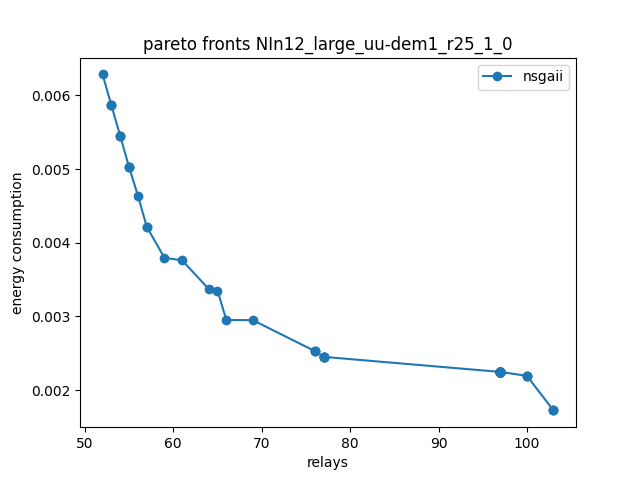 pareto fronts NIn12_large_uu-dem1_r25_1_0
nsgaii
energy consumption
0.006
0.005
0.004
0.003
0.002
50 60 70 80 90 100
relays